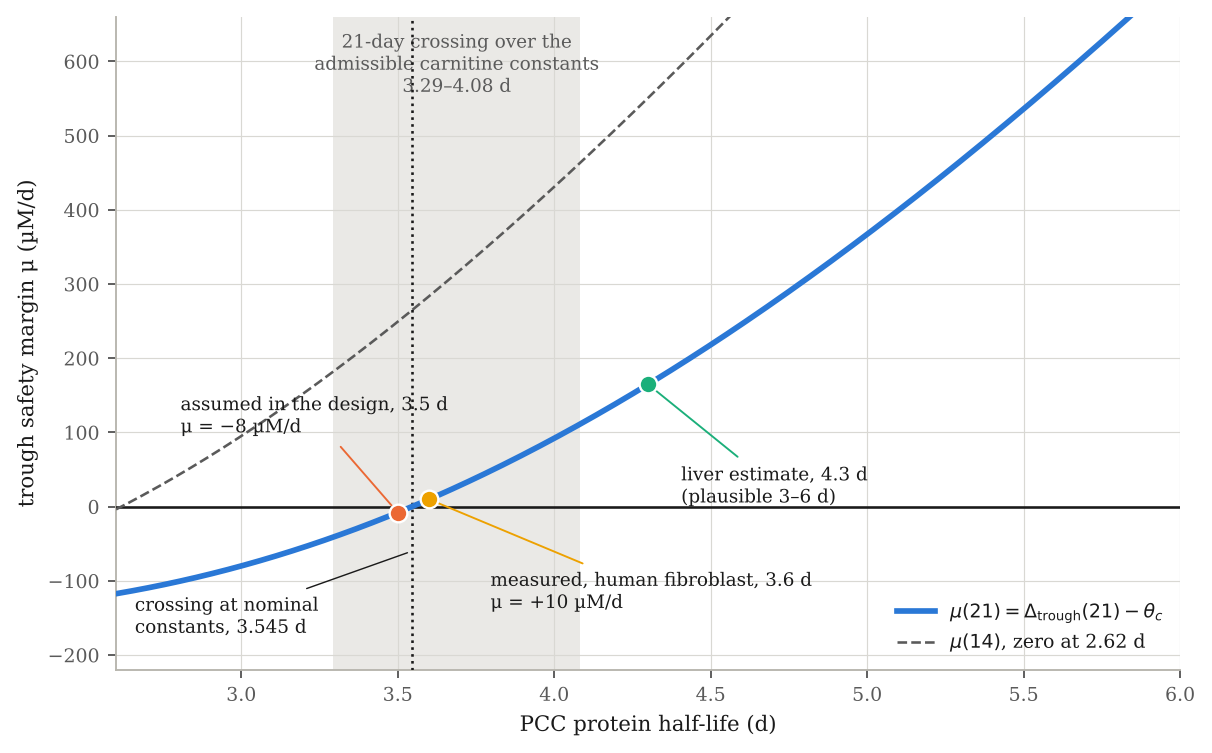 21-day crossing over the
admissible carnitine constants
3.29–4.08 d
600
500
400
300
200
100
0
−100
−200
trough safety margin μ (μM/d)
assumed in the design, 3.5 d
μ = −8 μM/d
liver estimate, 4.3 d
(plausible 3–6 d)
measured, human fibroblast, 3.6 d
μ = +10 μM/d
crossing at nominal
constants, 3.545 d
μ(21) = Δtrough(21) − θc
μ(14), zero at 2.62 d
3.0 3.5 4.0 4.5 5.0 5.5 6.0
PCC protein half-life (d)